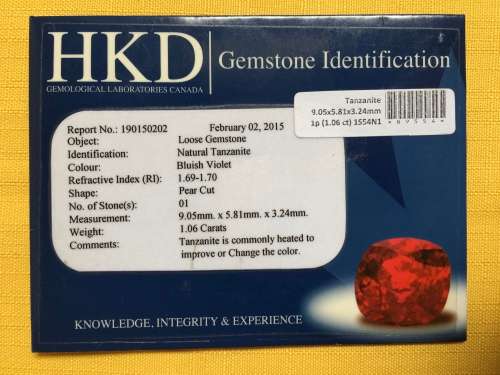 HKD
GEMOLOGICAL LABORATORIES CANADA
Gemstone Identification
Tanzanite
9.05x5.81x3.24mm
1p (1.06 ct) 1554N1
Report No.: 190150202 February 02, 2015
Object: Loose Gemstone
Identification: Natural Tanzanite
Colour: Bluish Violet
Refractive Index (RI): 1.69-1.70
Shape: Pear Cut
No. of Stone(s): 01
Measurement: 9.05mm. x 5.81mm. x 3.24mm.
Weight: 1.06 Carats
Comments: Tanzanite is commonly heated to
improve or Change the color.
KNOWLEDGE, INTEGRITY & EXPERIENCE